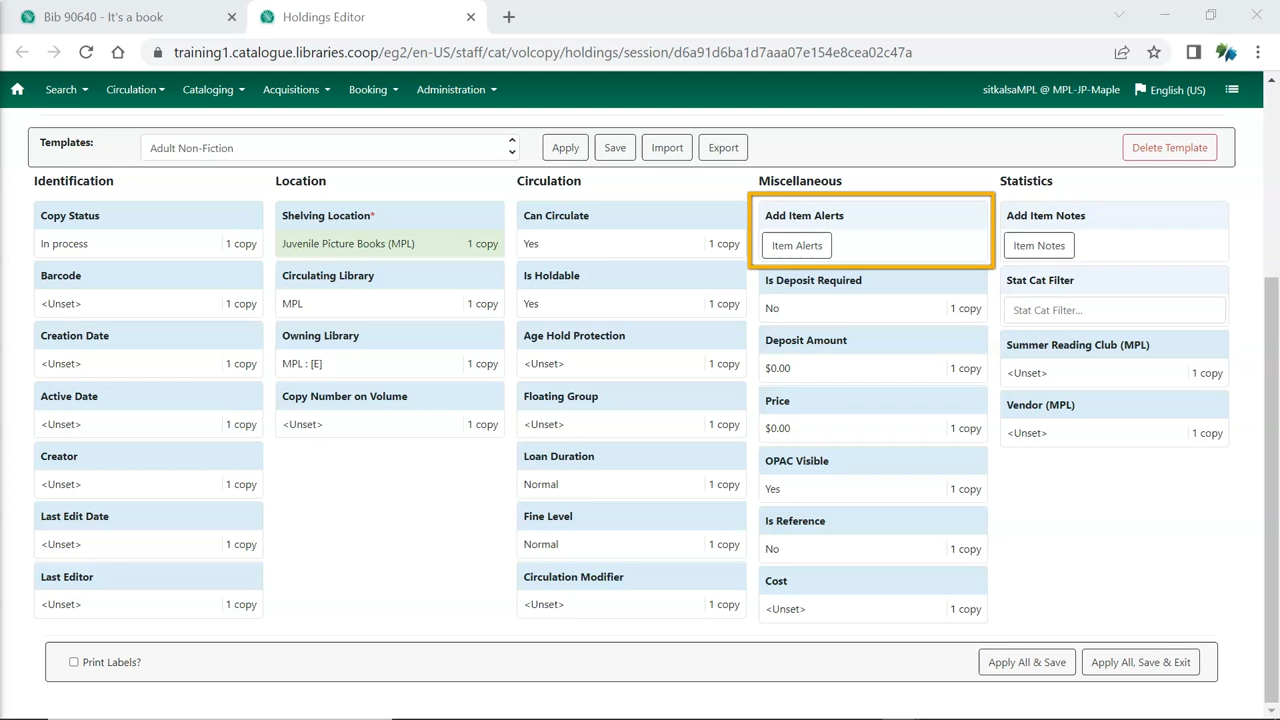 Bib 90640 - It's a book
Holdings Editor
training1.catalogue.libraries.coop/eg2/en-US/staff/cat/volcopy/holdings/session/d6a91d6ba1d7aaa07e154e8cea02c47a
Search Circulation Cataloging Acquisitions Booking Administration sitkalsaMPL @ MPL-JP-Maple English (US)
Templates: Adult Non-Fiction Apply Save Import Export Delete Template
Identification
Copy Status
In process 1 copy
Barcode
<Unset> 1 copy
Creation Date
<Unset> 1 copy
Active Date
<Unset> 1 copy
Creator
<Unset> 1 copy
Last Edit Date
<Unset> 1 copy
Last Editor
<Unset> 1 copy
Location
Shelving Location*
Juvenile Picture Books (MPL) 1 copy
Circulating Library
MPL 1 copy
Owning Library
MPL : [E] 1 copy
Copy Number on Volume
<Unset> 1 copy
Circulation
Can Circulate
Yes 1 copy
Is Holdable
Yes 1 copy
Age Hold Protection
<Unset> 1 copy
Floating Group
<Unset> 1 copy
Loan Duration
Normal 1 copy
Fine Level
Normal 1 copy
Circulation Modifier
<Unset> 1 copy
Miscellaneous
Add Item Alerts
Item Alerts
Is Deposit Required
No 1 copy
Deposit Amount
$0.00 1 copy
Price
$0.00 1 copy
OPAC Visible
Yes 1 copy
Is Reference
No 1 copy
Cost
<Unset> 1 copy
Statistics
Add Item Notes
Item Notes
Stat Cat Filter
Stat Cat Filter...
Summer Reading Club (MPL)
<Unset> 1 copy
Vendor (MPL)
<Unset> 1 copy
Print Labels? Apply All & Save Apply All, Save & Exit